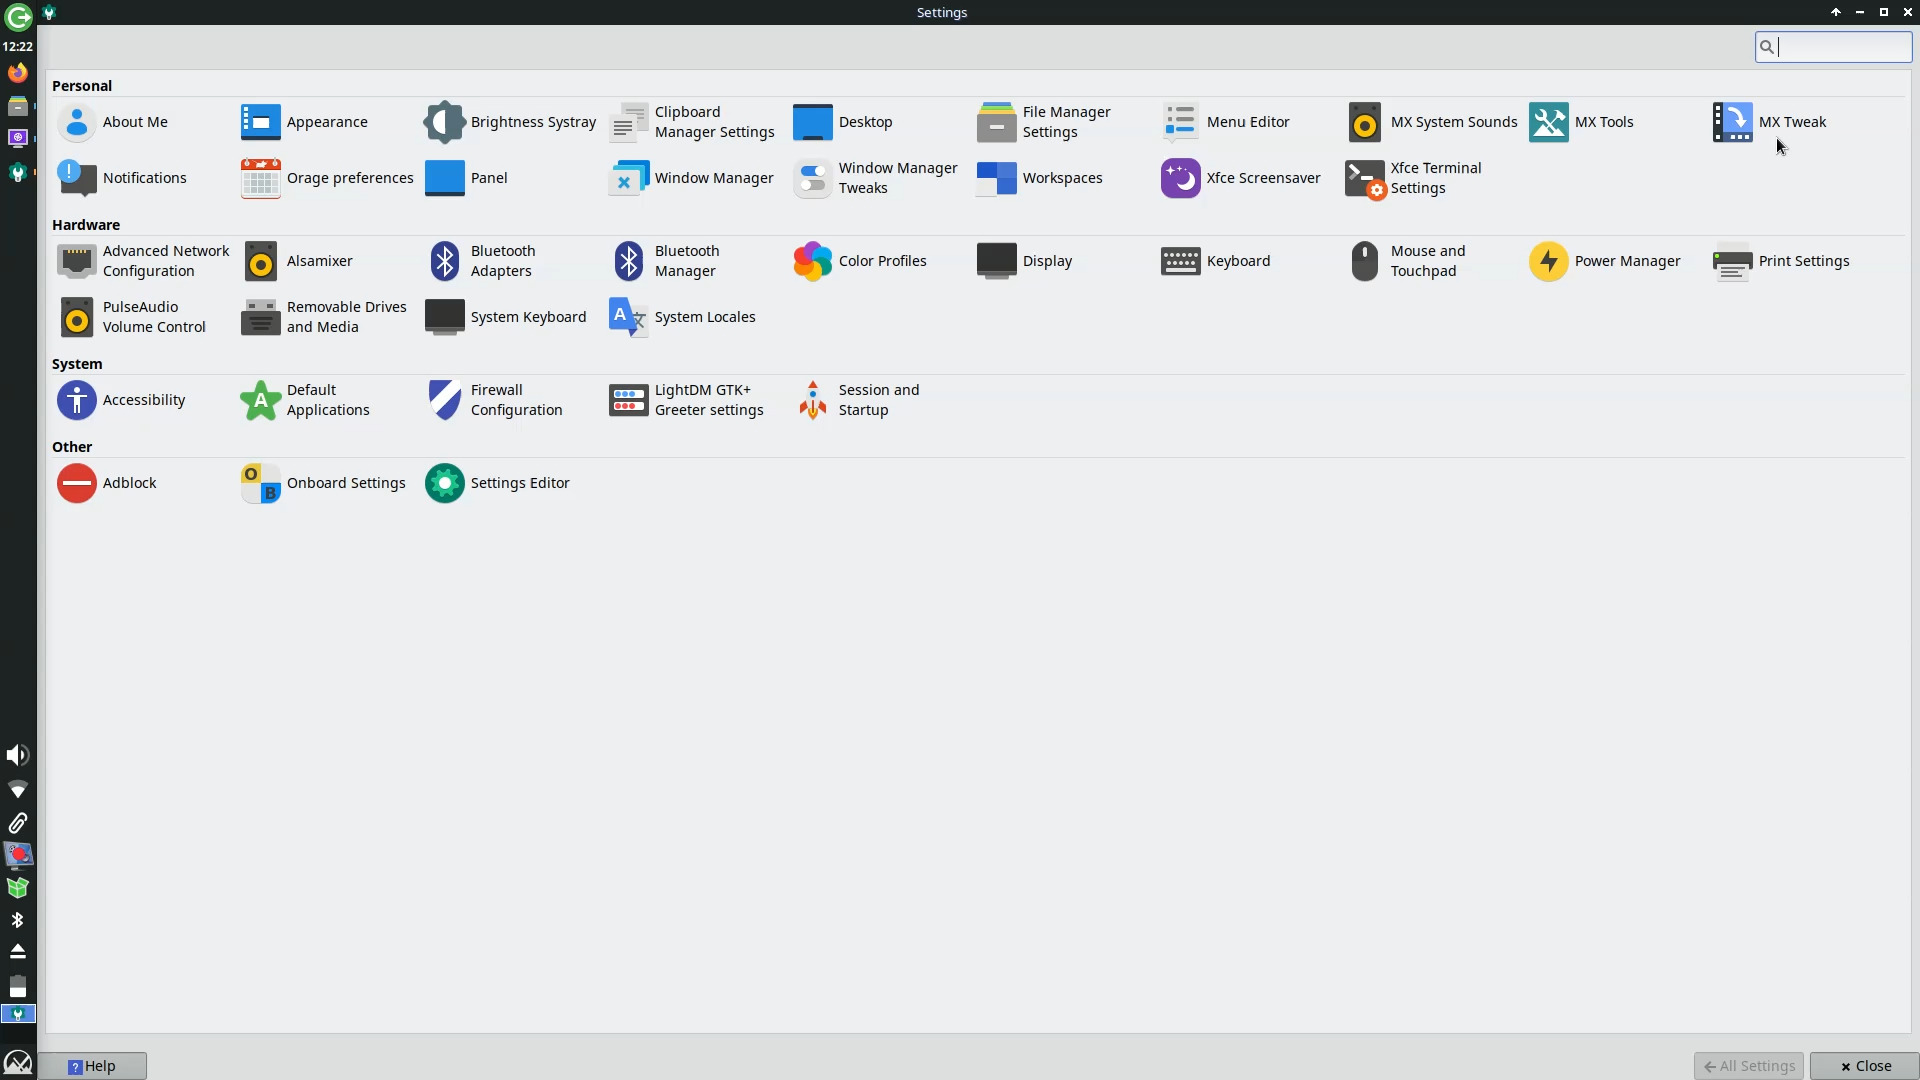 Settings
12:22
Personal
About Me
Appearance
Brightness Systray
Clipboard
Manager Settings
Desktop
File Manager
Settings
Menu Editor
MX System Sounds
MX Tools
MX Tweak
Notifications
Orage preferences
Panel
Window Manager
Window Manager
Tweaks
Workspaces
Xfce Screensaver
Xfce Terminal
Settings
Hardware
Advanced Network
Configuration
Alsamixer
Bluetooth
Adapters
Bluetooth
Manager
Color Profiles
Display
Keyboard
Mouse and
Touchpad
Power Manager
Print Settings
PulseAudio
Volume Control
Removable Drives
and Media
System Keyboard
System Locales
System
Accessibility
Default
Applications
Firewall
Configuration
LightDM GTK+
Greeter settings
Session and
Startup
Other
Adblock
Onboard Settings
Settings Editor
Help
All Settings
Close